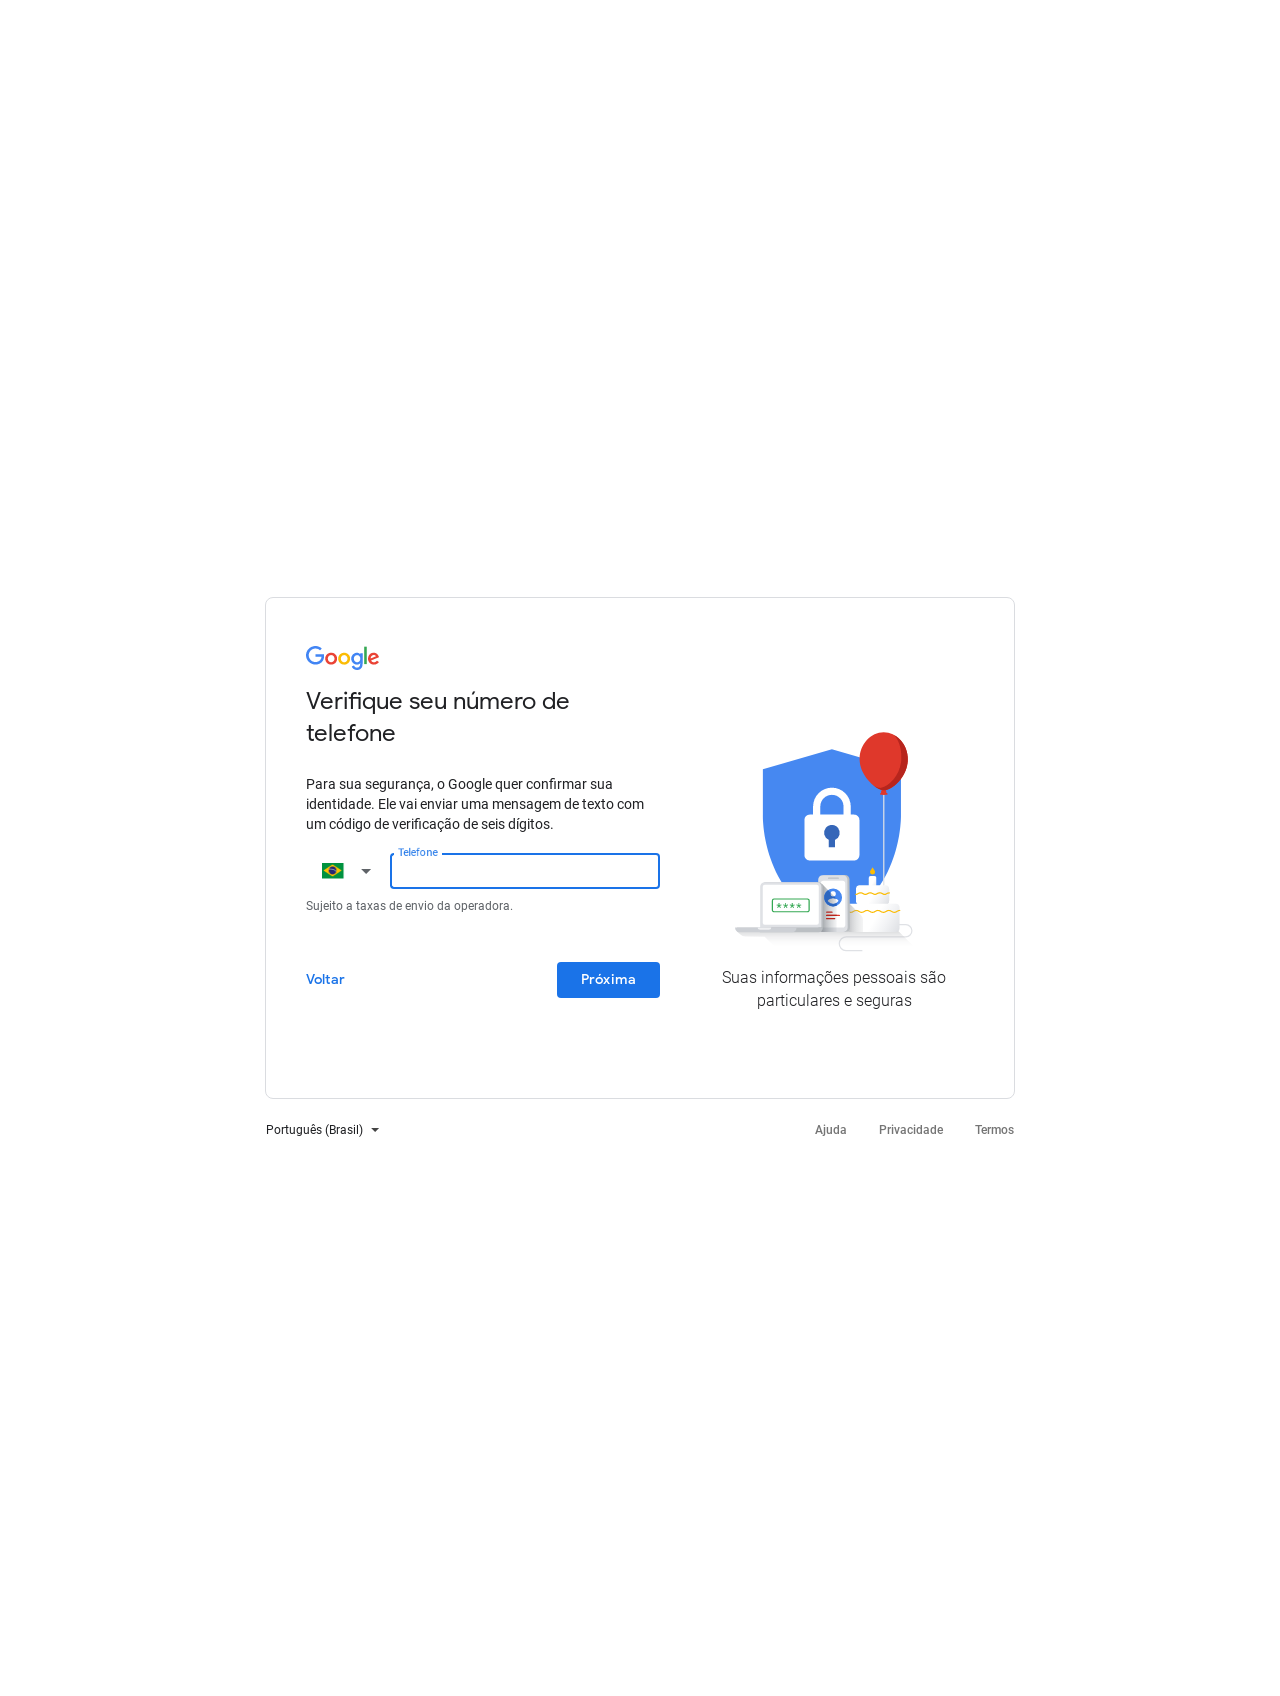 Google
Verifique seu número de
telefone
Para sua segurança, o Google quer confirmar sua
identidade. Ele vai enviar uma mensagem de texto com
um código de verificação de seis dígitos.
Telefone
Sujeito a taxas de envio da operadora.
Voltar
Próxima
****
Suas informações pessoais são
particulares e seguras
Português (Brasil)
Ajuda
Privacidade
Termos